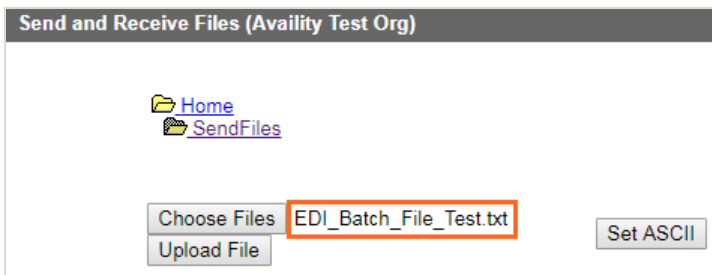 Send and Receive Files (Availity Test Org)
Home
SendFiles
Choose Files EDI_Batch_File_Test.txt
Set ASCII
Upload File